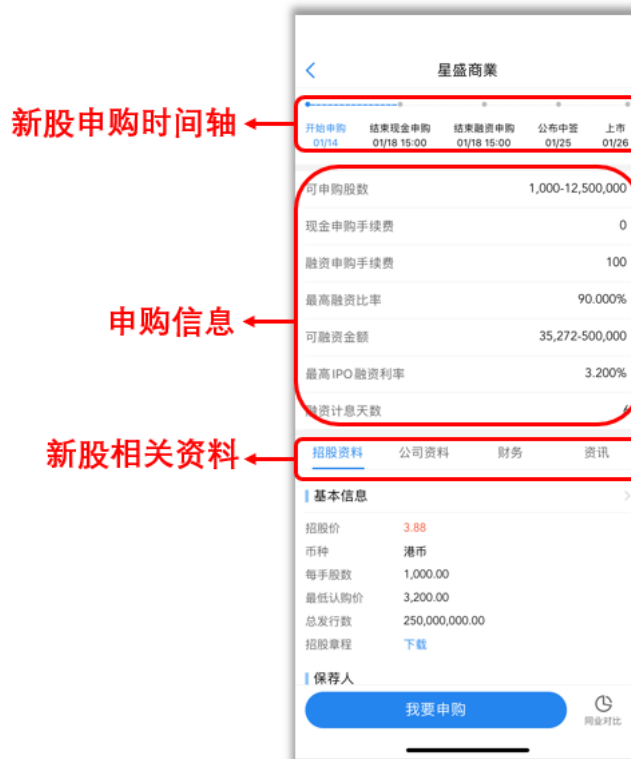 星盛商業
新股申购时间轴
开始申购 结束现金申购 结束融资申购 公布中签 上市
01/14 01/18 15:00 01/18 15:00 01/25 01/26
可申购股数 1,000-12,500,000
现金申购手续费 0
融资申购手续费 100
最高融资比率 90.000%
申购信息
可融资金额 35,272-500,000
最高IPO融资利率 3.200%
融资计息天数
新股相关资料
招股资料 公司资料 财务 资讯
基本信息
招股价 3.88
币种 港币
每手股数 1,000.00
最低认购价 3,200.00
总发行数 250,000,000.00
招股章程 下载
保荐人
我要申购
同业对比